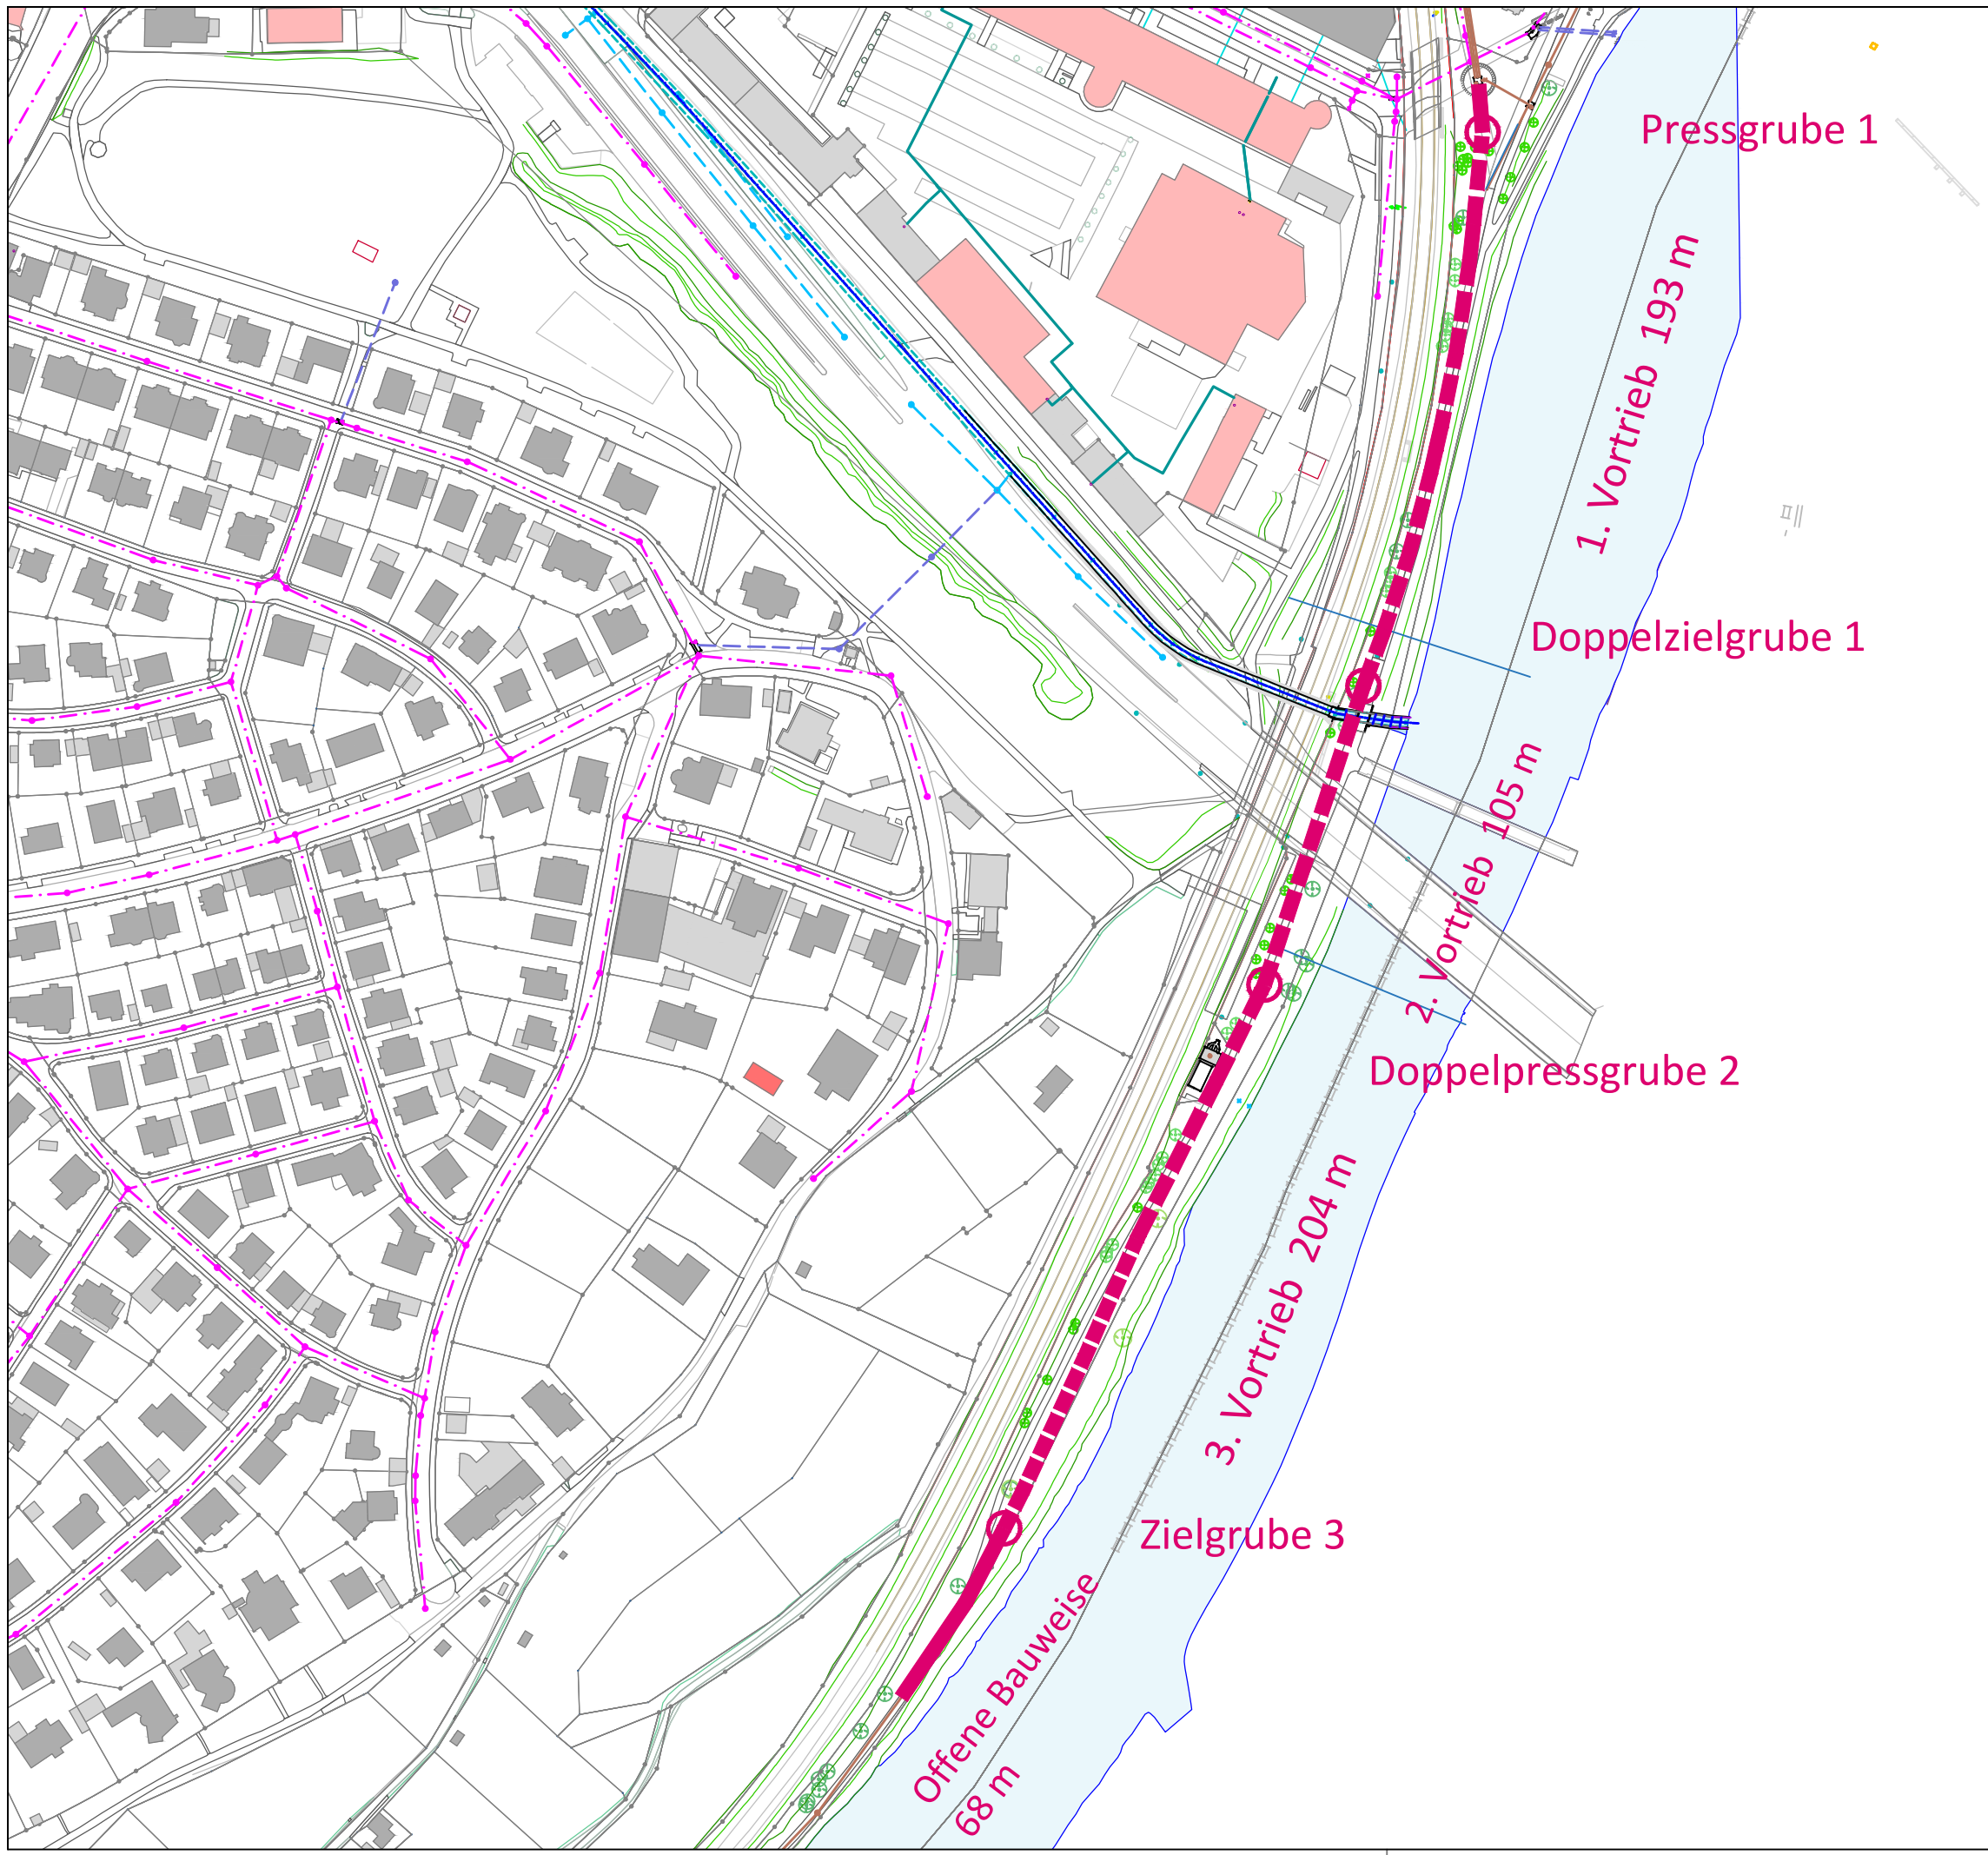 Pressgrube 1
1. Vortrieb 193 m
Doppelzielgrube 1
2. Vortrieb 105 m
Doppelpressgrube 2
3. Vortrieb 204 m
Zielgrube 3
Offene Bauweise
68 m